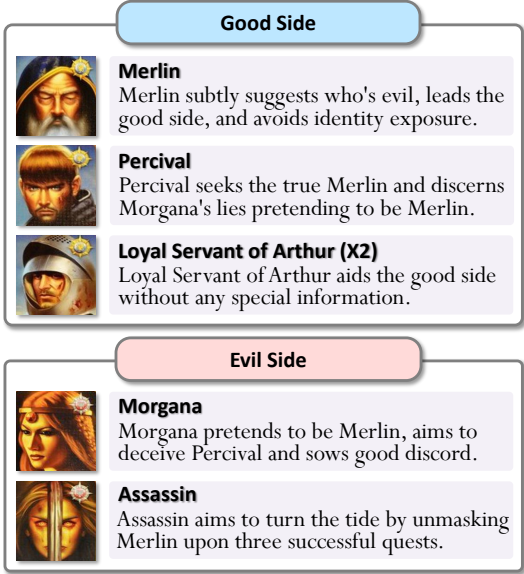 Good Side
Merlin
Merlin subtly suggests who's evil, leads the
good side, and avoids identity exposure.
Percival
Percival seeks the true Merlin and discerns
Morgana's lies pretending to be Merlin.
Loyal Servant of Arthur (X2)
Loyal Servant of Arthur aids the good side
without any special information.
Evil Side
Morgana
Morgana pretends to be Merlin, aims to
deceive Percival and sows good discord.
Assassin
Assassin aims to turn the tide by unmasking
Merlin upon three successful quests.